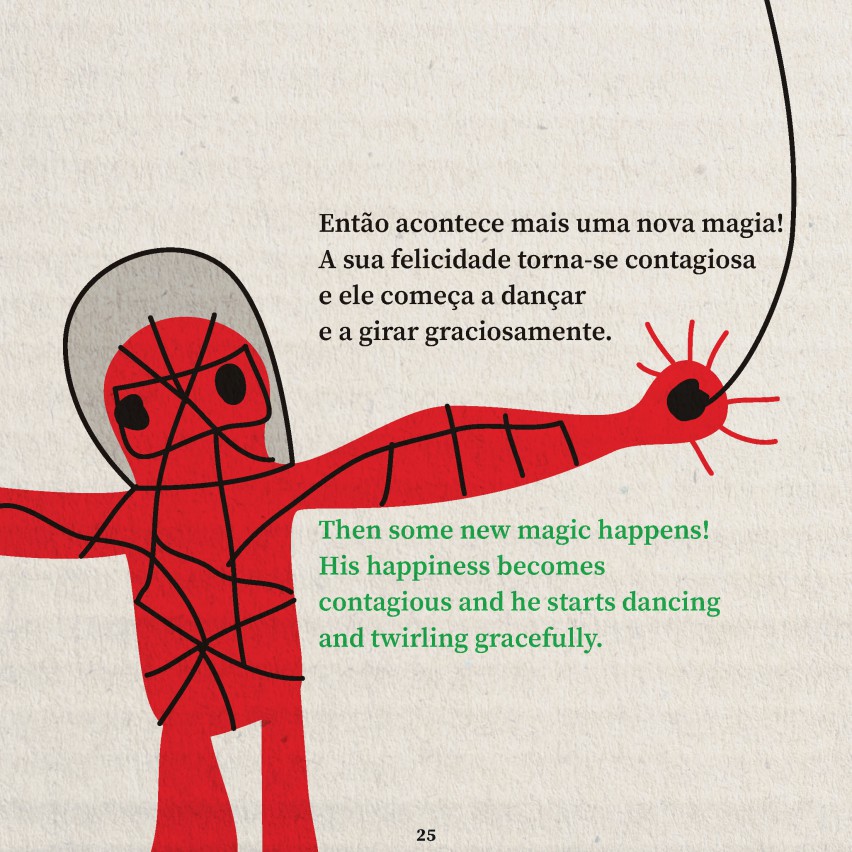 Então acontece mais uma nova magia!
A sua felicidade torna-se contagiosa
e ele começa a dançar
e a girar graciosamente.
Then some new magic happens!
His happiness becomes
contagious and he starts dancing
and twirling gracefully.
25